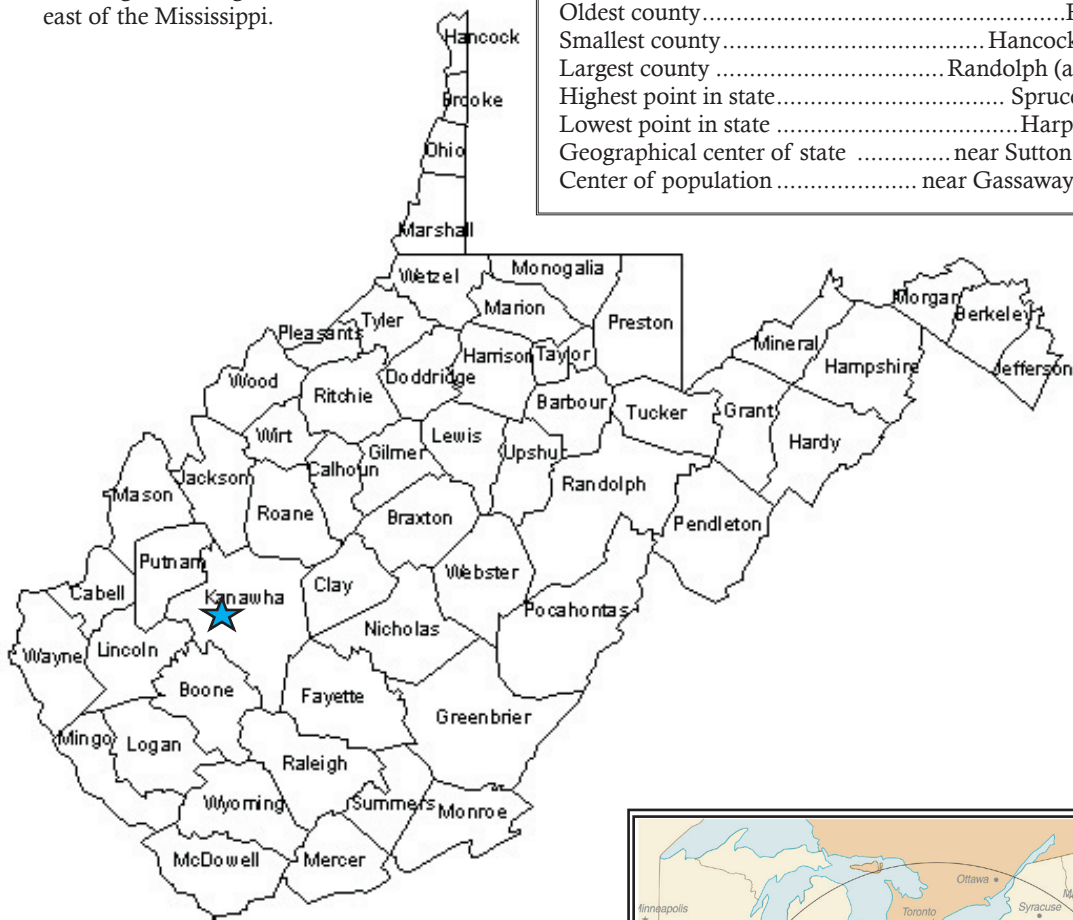 east of the Mississippi.
Oldest county
Smallest county Hancock
Largest county Randolph (a
Highest point in state Spruce
Lowest point in state Harp
Geographical center of state near Sutton
Center of population near Gassaway
Hancock
Brooke
Ohio
Marshall
Wetzel
Monogalia
Marion
Preston
Morgan
Berkeley
Jefferson
Mineral
Hampshire
Pleasants
Tyler
Harrison
Taylor
Doddridge
Wood
Ritchie
Barbour
Tucker
Grant
Hardy
Wirt
Gilmer
Lewis
Upshur
Calhoun
Jackson
Randolph
Mason
Roane
Braxton
Pendleton
Putnam
Clay
Webster
Cabell
Kanawha
Pocahontas
Nicholas
Wayne
Lincoln
Boone
Fayette
Greenbrier
Mingo
Logan
Raleigh
Wyoming
Summers
Monroe
McDowell
Mercer
Ottawa
Minneapolis
Toronto
Syracuse